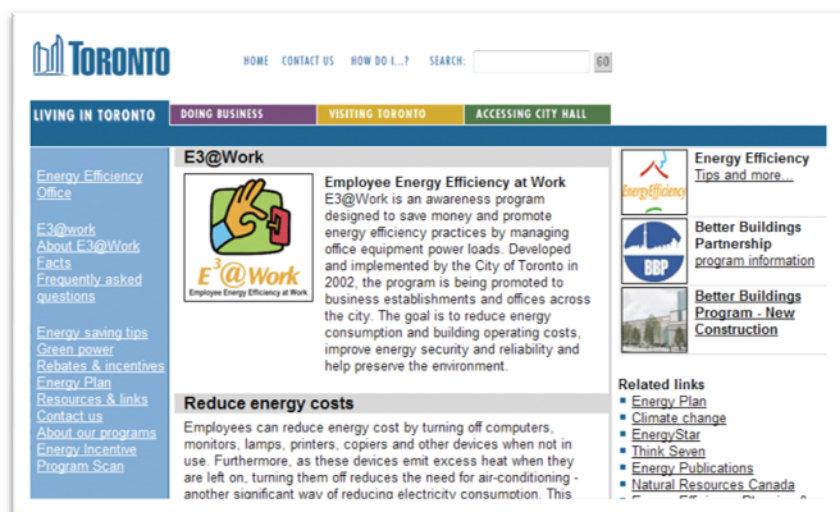 TORONTO
HOME CONTACT US HOW DO I...? SEARCH: GO
LIVING IN TORONTO DOING BUSINESS VISITING TORONTO ACCESSING CITY HALL
Energy Efficiency
Office
E3@work
About E3@Work
Facts
Frequently asked
questions
Energy saving tips
Green power
Rebates & incentives
Energy Plan
Resources & links
Contact us
About our programs
Energy Incentive
Program Scan
E3@Work
E3@Work
Employee Energy Efficiency at Work
Employee Energy Efficiency at Work
E3@Work is an awareness program
designed to save money and promote
energy efficiency practices by managing
office equipment power loads. Developed
and implemented by the City of Toronto in
2002, the program is being promoted to
business establishments and offices across
the city. The goal is to reduce energy
consumption and building operating costs,
improve energy security and reliability and
help preserve the environment.
Reduce energy costs
Employees can reduce energy cost by turning
off computers,
monitors, lamps, printers, copiers and other
devices when not in
use. Furthermore, as these devices emit excess heat when they
are left on, turning them off reduces the need for air-conditioning -
another significant way of reducing electricity consumption. This
EnergyEfficiency
Energy Efficiency
Tips and more...
BBP
Better Buildings
Partnership
program information
Better Buildings
Program - New
Construction
Related links
Energy Plan
Climate change
EnergyStar
Think Seven
Energy Publications
Natural Resources Canada